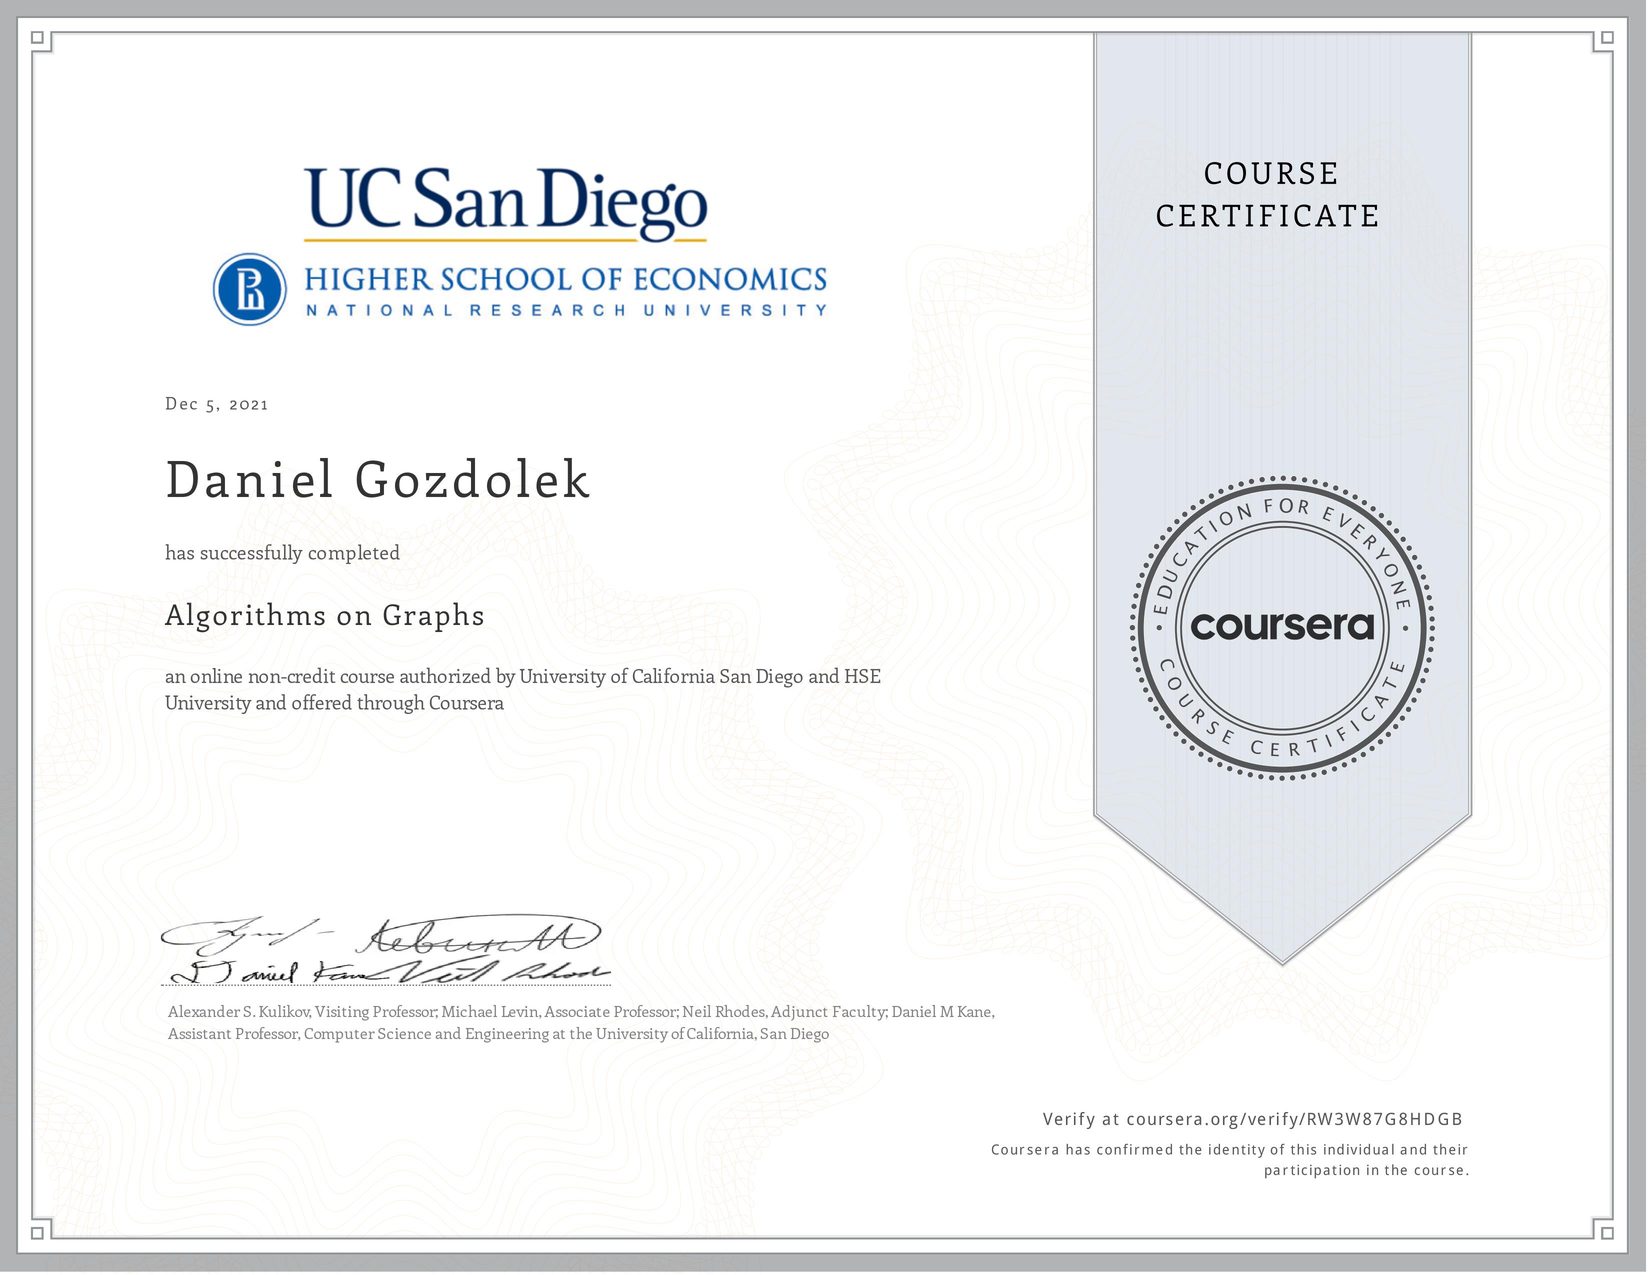 UC San Diego
HIGHER SCHOOL OF ECONOMICS
NATIONAL RESEARCH UNIVERSITY
COURSE
CERTIFICATE
Dec 5, 2021
Daniel Gozdolek
has successfully completed
Algorithms on Graphs
an online non-credit course authorized by University of California San Diego and HSE
University and offered through Coursera
EDUCATION FOR EVERYONE
coursera
COURSE CERTIFICATE
Daniel Kane Neil Rhodes
Alexander S. Kulikov, Visiting Professor; Michael Levin, Associate Professor; Neil Rhodes, Adjunct Faculty; Daniel M Kane,
Assistant Professor, Computer Science and Engineering at the University of California, San Diego
Verify at coursera.org/verify/RW3W87G8HDGB
Coursera has confirmed the identity of this individual and their
participation in the course.